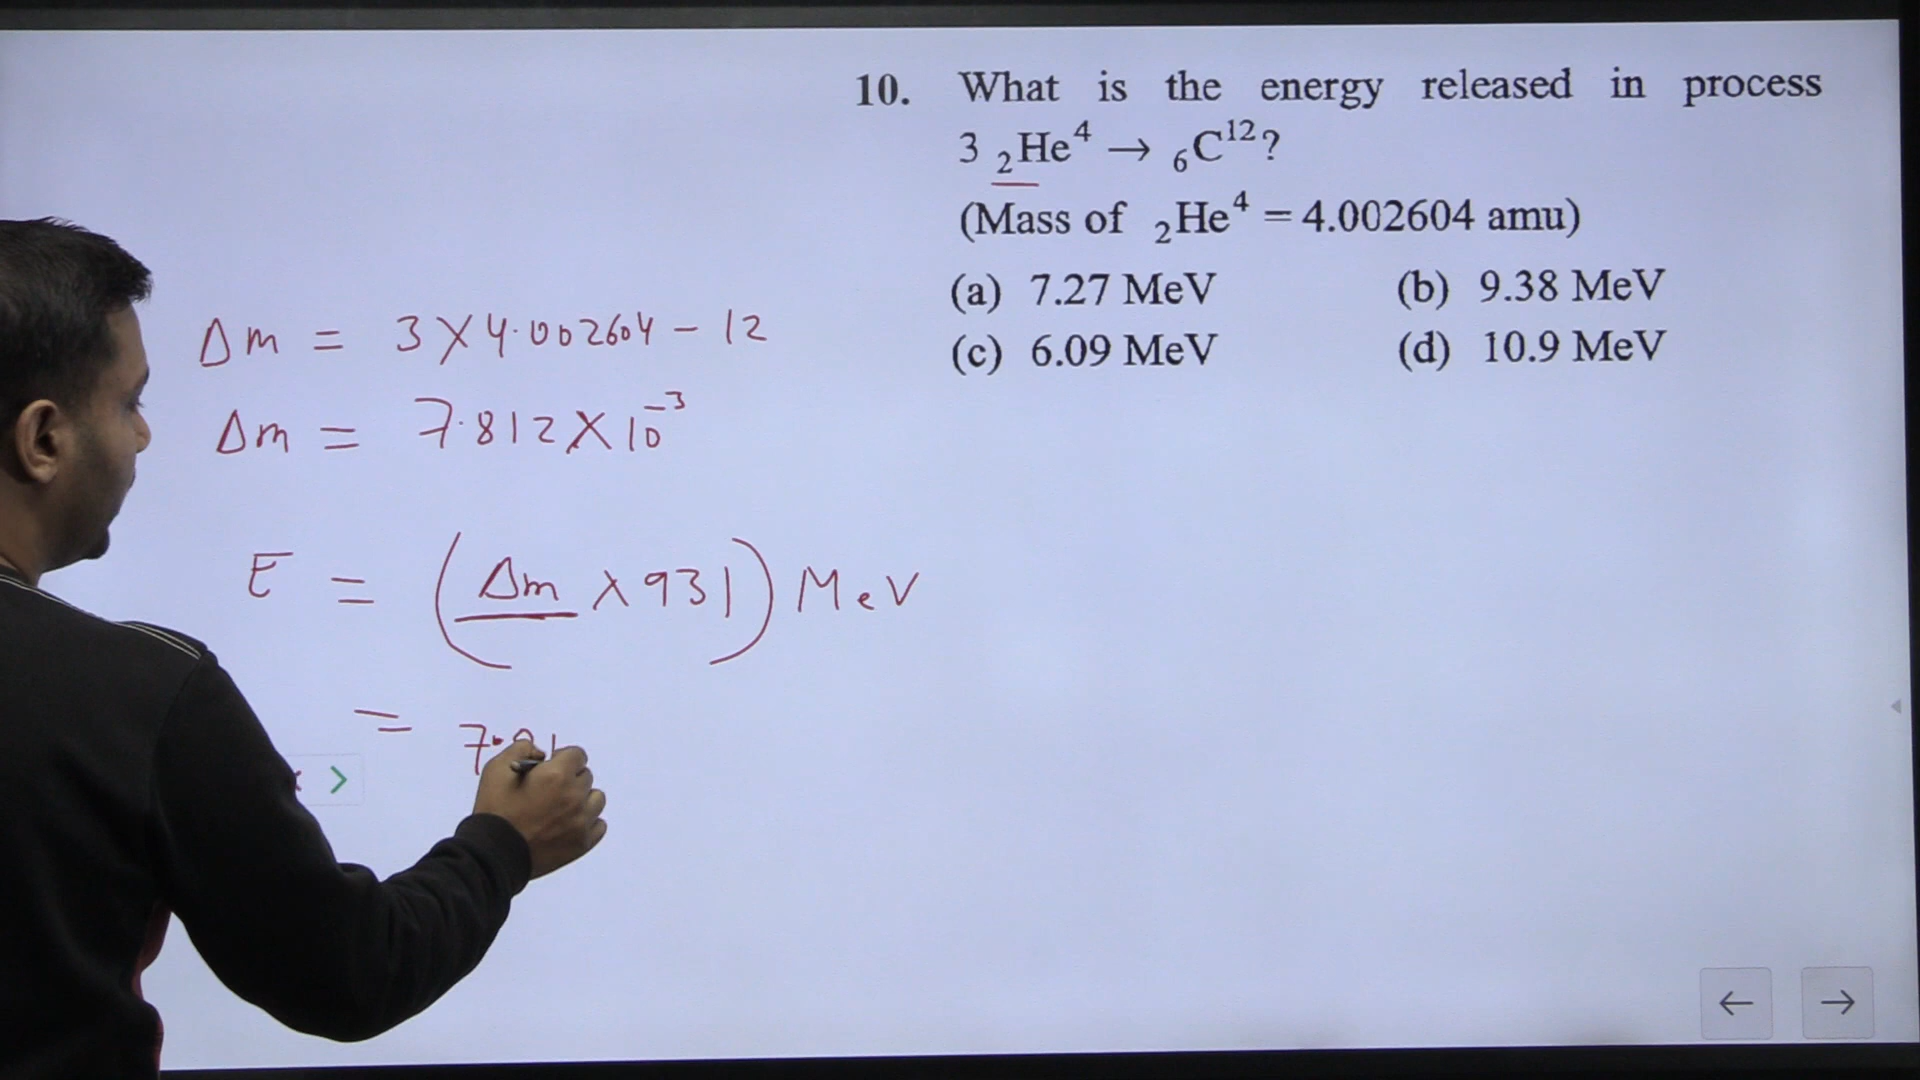 10. What is the energy released in process
3 ₂He⁴ → ₆C¹²?
(Mass of ₂He⁴ = 4.002604 amu)
(a) 7.27 MeV (b) 9.38 MeV
(c) 6.09 MeV (d) 10.9 MeV
Δm = 3 X 4.002604 - 12
Δm = 7.812 X 10⁻³
E = (Δm X 931) MeV
=